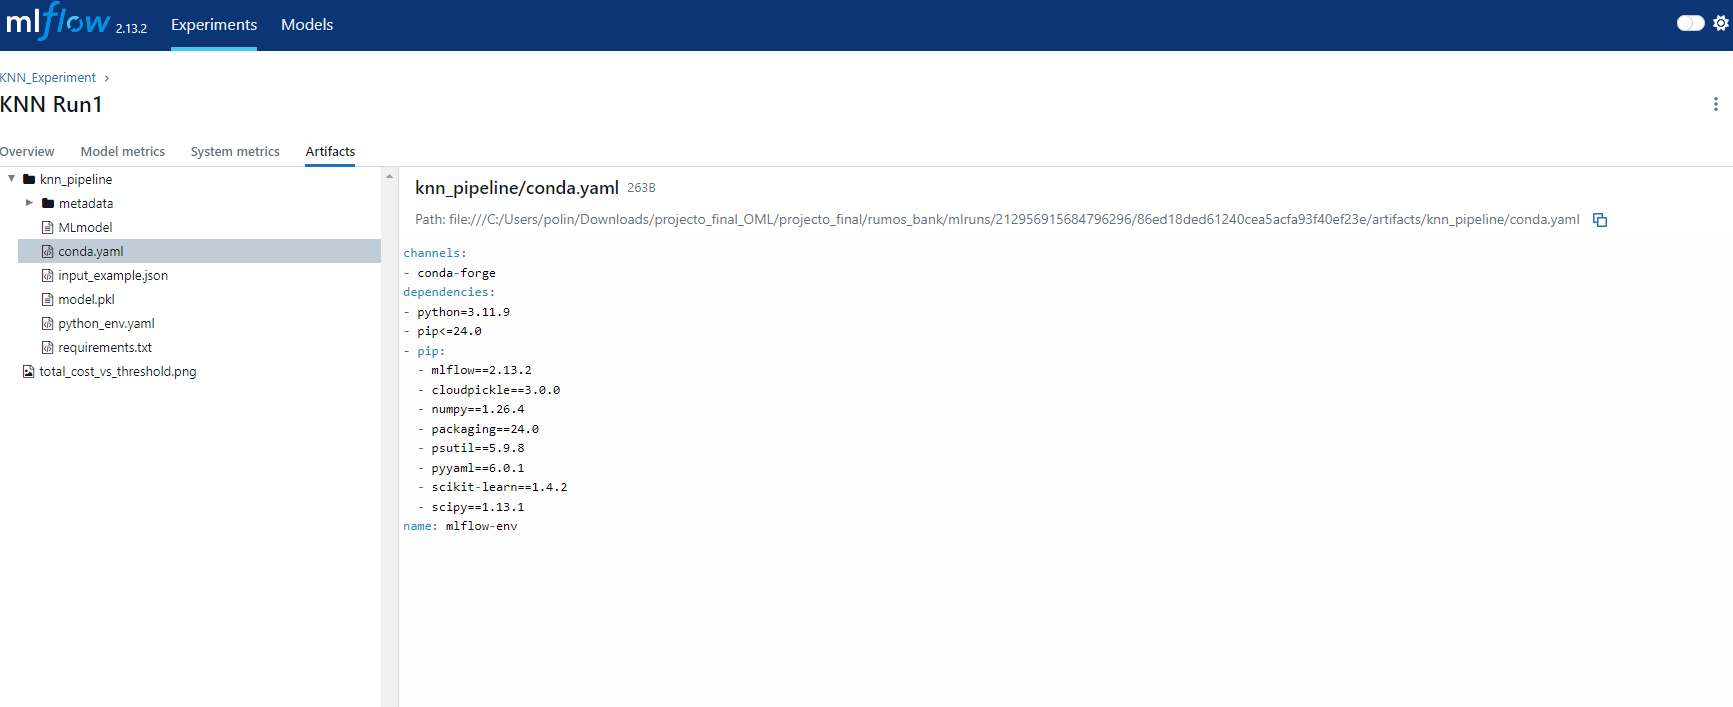 mlflow 2.13.2 Experiments Models
KNN_Experiment ›
KNN Run1
Overview Model metrics System metrics Artifacts
knn_pipeline
metadata
MLmodel
conda.yaml
input_example.json
model.pkl
python_env.yaml
requirements.txt
total_cost_vs_threshold.png
knn_pipeline/conda.yaml 263B
Path: file:///C:/Users/polin/Downloads/projecto_final_OML/projecto_final/rumos_bank/mlruns/212956915684796296/86ed18ded61240cea5acfa93f40ef23e/artifacts/knn_pipeline/conda.yaml
channels:
- conda-forge
dependencies:
- python=3.11.9
- pip<=24.0
- pip:
  - mlflow==2.13.2
  - cloudpickle==3.0.0
  - numpy==1.26.4
  - packaging==24.0
  - psutil==5.9.8
  - pyyaml==6.0.1
  - scikit-learn==1.4.2
  - scipy==1.13.1
name: mlflow-env